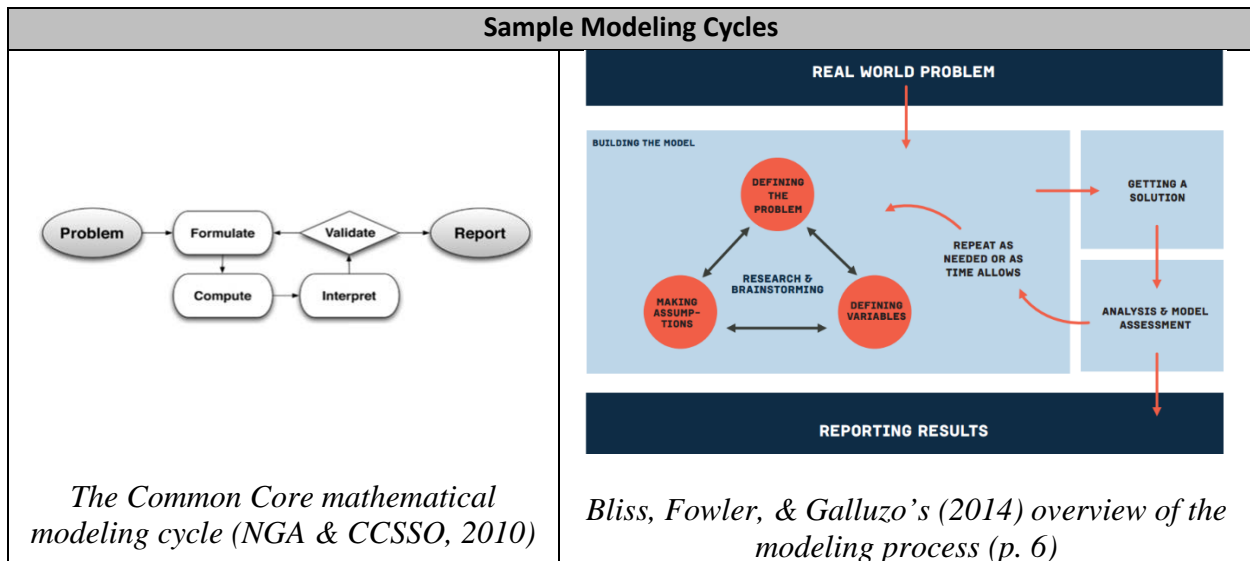 Sample Modeling Cycles
Problem
Formulate
Validate
Report
Compute
Interpret
The Common Core mathematical
modeling cycle (NGA & CCSSO, 2010)
REAL WORLD PROBLEM
BUILDING THE MODEL
DEFINING
THE
PROBLEM
MAKING
ASSUMP-
TIONS
RESEARCH &
BRAINSTORMING
DEFINING
VARIABLES
REPEAT AS
NEEDED OR AS
TIME ALLOWS
GETTING A
SOLUTION
ANALYSIS & MODEL
ASSESSMENT
REPORTING RESULTS
Bliss, Fowler, & Galluzo's (2014) overview of the
modeling process (p. 6)